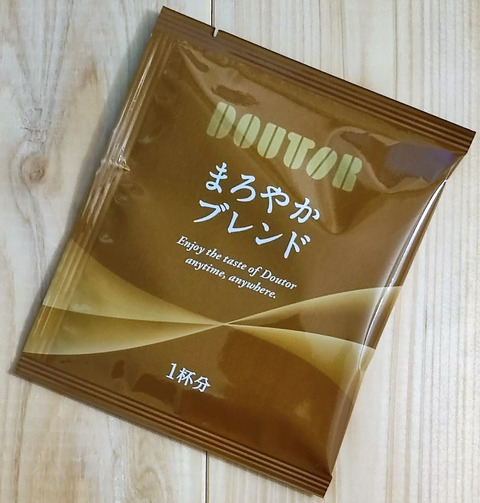 DOUTOR
まろやか
ブレンド
Enjoy the taste of Doutor
anytime, anywhere.
1杯分